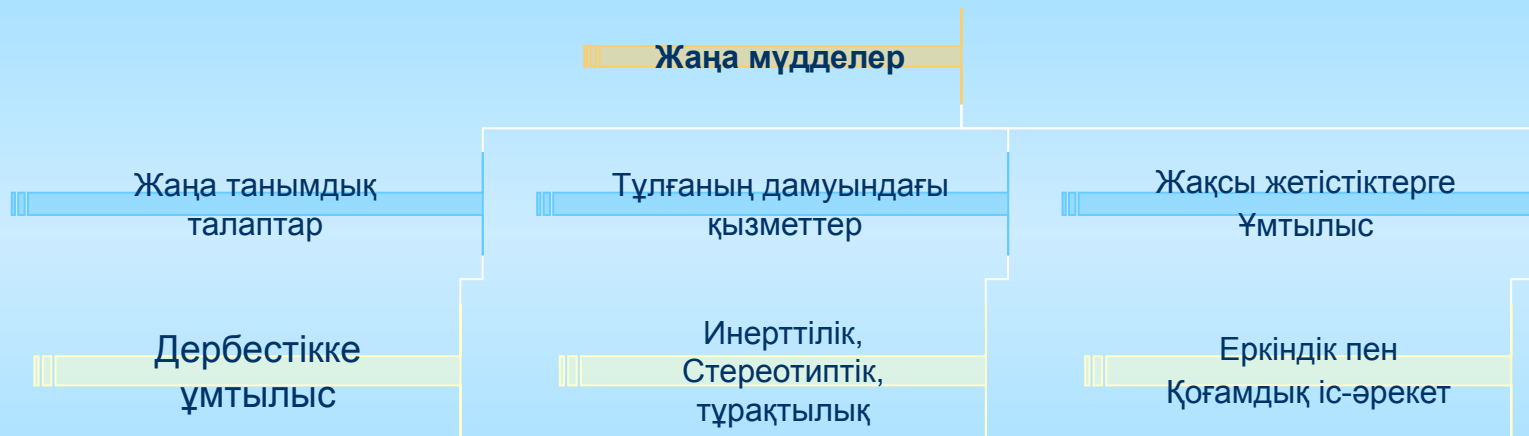 Жаңа мүдделер
Жаңа танымдық
талаптар
Тұлғаның дамуындағы
қызметтер
Жақсы жетістіктерге
Ұмтылыс
Дербестікке
ұмтылыс
Инерттілік,
Стереотиптік,
тұрақтылық
Еркіндік пен
Қоғамдық іс-әрекет